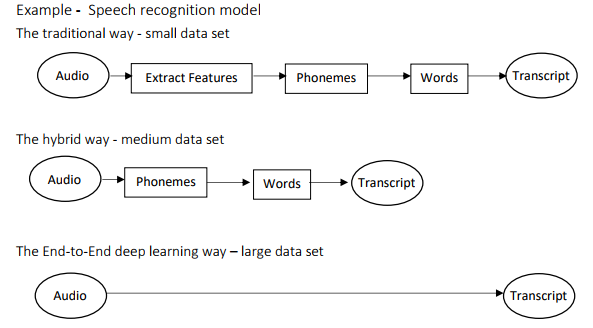 Example - Speech recognition model
The traditional way - small data set
Audio Extract Features Phonemes Words Transcript
The hybrid way - medium data set
Audio Phonemes Words Transcript
The End-to-End deep learning way – large data set
Audio Transcript